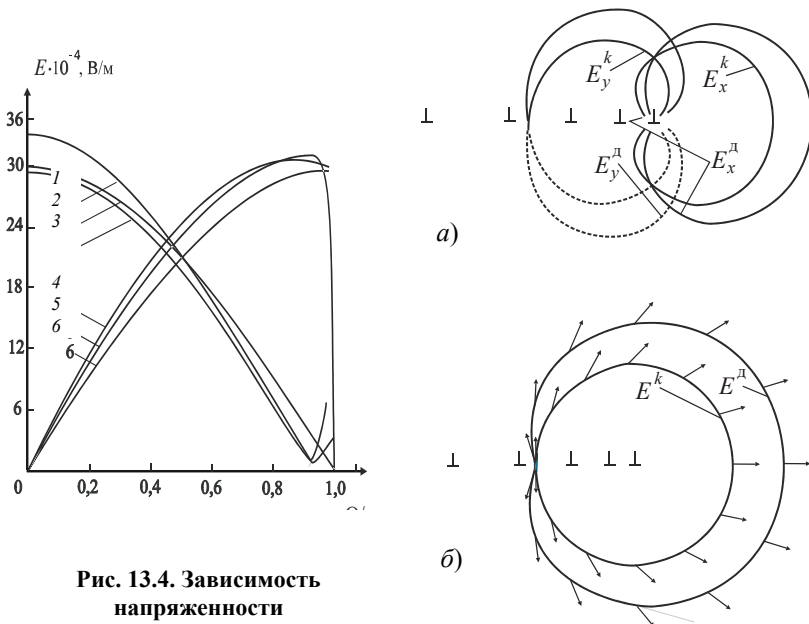 E·10⁻⁴, В/м
36
30
24
18
12
6
1
2
3
4
5
6
6
0
0,2
0,4
0,6
0,8
1,0
Рис. 13.4. Зависимость
напряженности
E_y^k
E_x^k
E_y^д
E_x^д
а)
E^k
E^д
б)